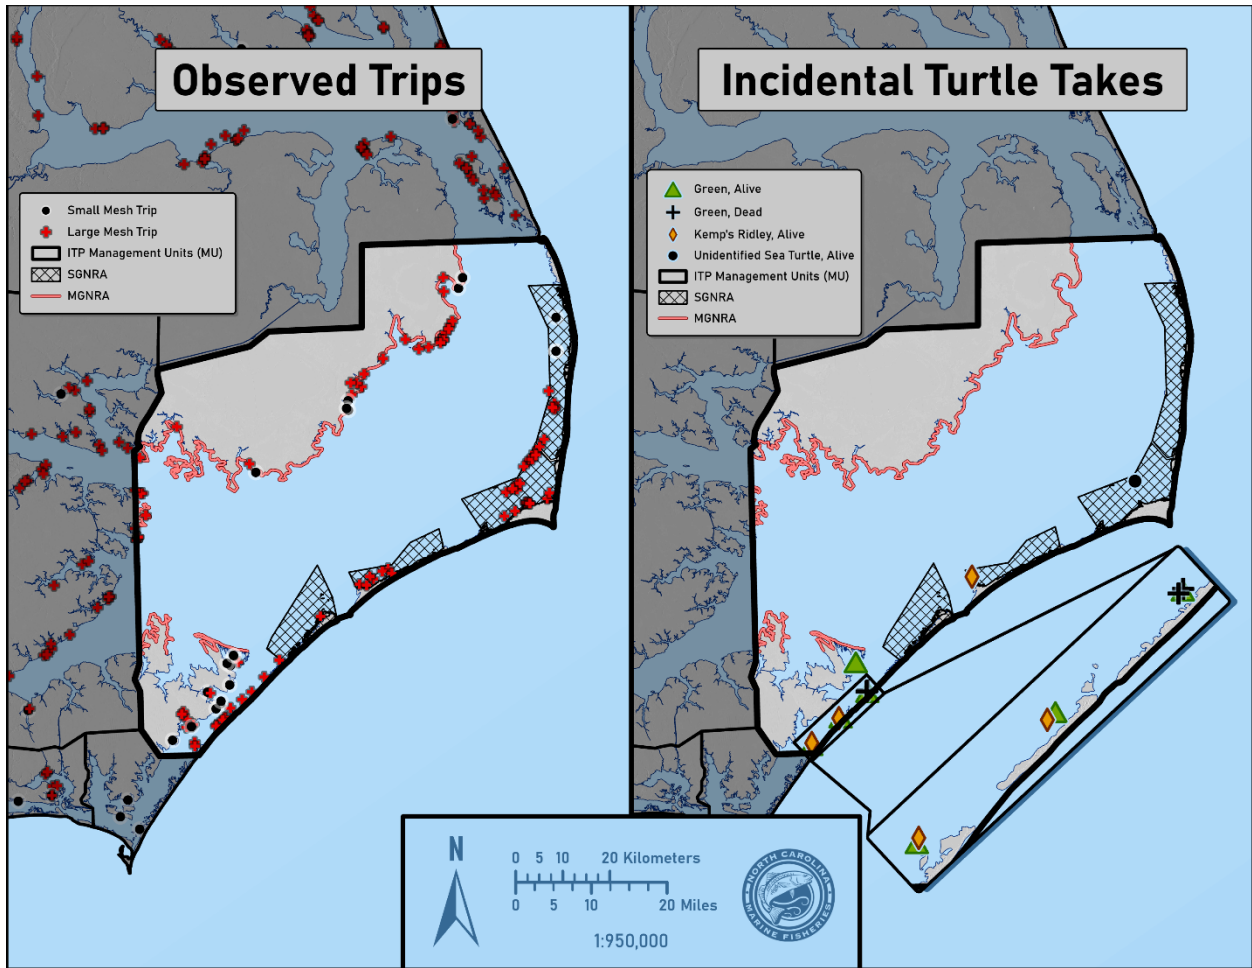 Observed Trips
Small Mesh Trip
Large Mesh Trip
ITP Management Units (MU)
SGNRA
MGNRA
Incidental Turtle Takes
Green, Alive
Green, Dead
Kemp's Ridley, Alive
Unidentified Sea Turtle, Alive
ITP Management Units (MU)
SGNRA
MGNRA
N
0 5 10 20 Kilometers
0 5 10 20 Miles
1:950,000
NORTH CAROLINA
MARINE FISHERIES